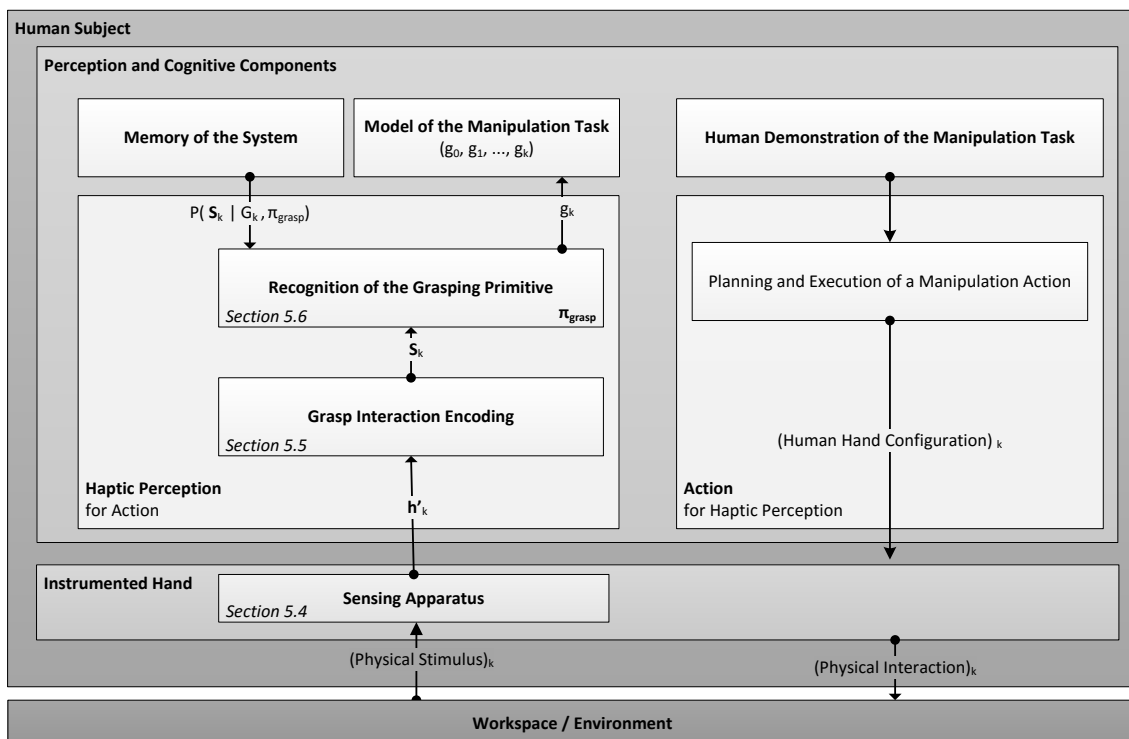 Human Subject
Perception and Cognitive Components
Memory of the System
Model of the Manipulation Task
(g₀, g₁, ..., gₖ)
Human Demonstration of the Manipulation Task
P( Sₖ | Gₖ , π_grasp)
gₖ
Recognition of the Grasping Primitive
Section 5.6
π_grasp
Planning and Execution of a Manipulation Action
Sₖ
Grasp Interaction Encoding
Section 5.5
(Human Hand Configuration) ₖ
Haptic Perception
for Action
h'ₖ
Action
for Haptic Perception
Instrumented Hand
Sensing Apparatus
Section 5.4
(Physical Stimulus)ₖ
(Physical Interaction)ₖ
Workspace / Environment